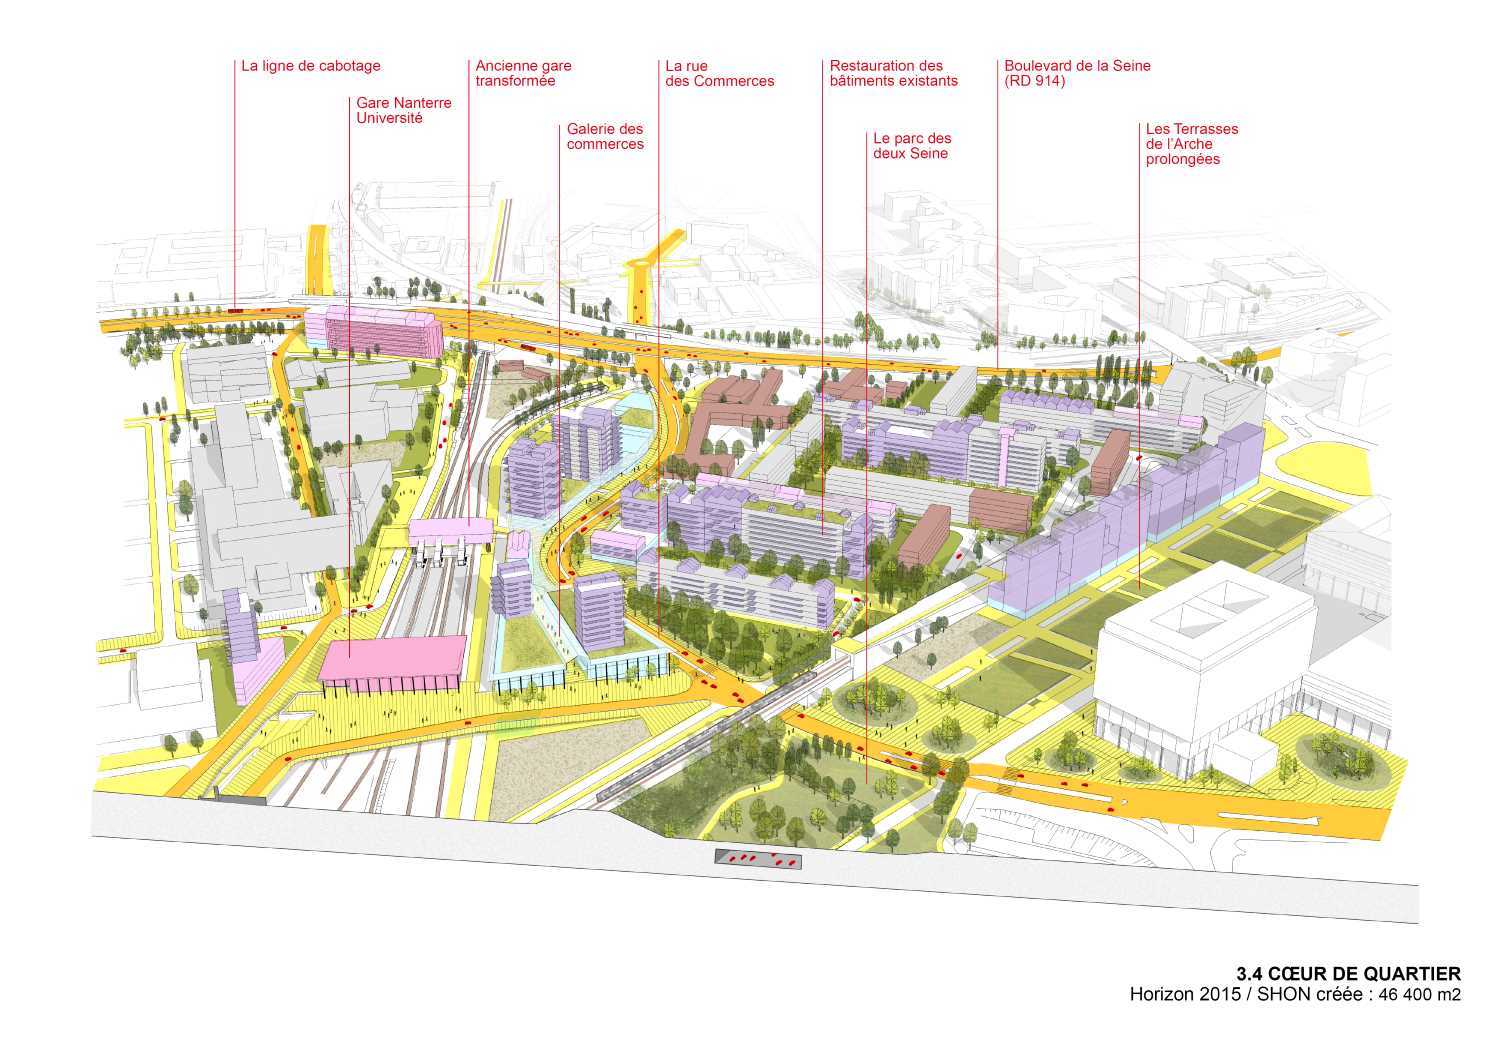 La ligne de cabotage
Gare Nanterre
Université
Ancienne gare
transformée
Galerie des
commerces
La rue
des Commerces
Restauration des
bâtiments existants
Le parc des
deux Seine
Boulevard de la Seine
(RD 914)
Les Terrasses
de l'Arche
prolongées
3.4 CŒUR DE QUARTIER
Horizon 2015 / SHON créée : 46 400 m2